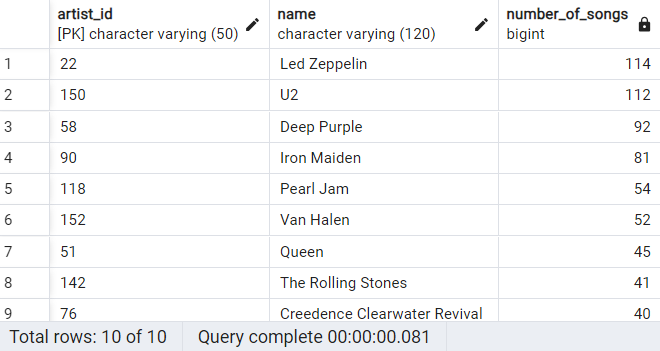 artist_id name number_of_songs
[PK] character varying (50) character varying (120) bigint
1 22 Led Zeppelin 114
2 150 U2 112
3 58 Deep Purple 92
4 90 Iron Maiden 81
5 118 Pearl Jam 54
6 152 Van Halen 52
7 51 Queen 45
8 142 The Rolling Stones 41
9 76 Creedence Clearwater Revival 40
Total rows: 10 of 10 Query complete 00:00:00.081